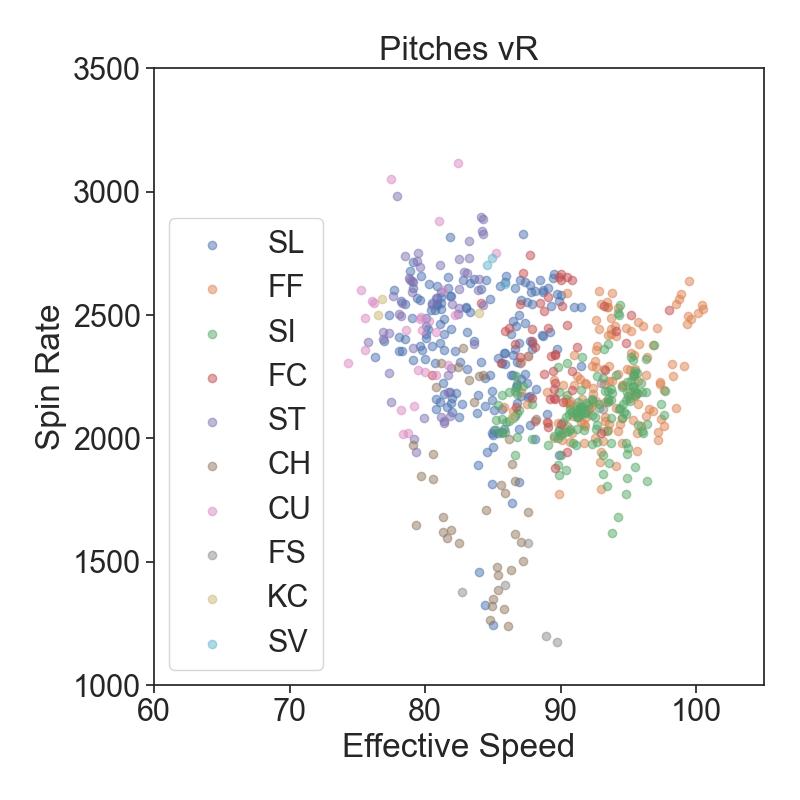 Pitches vR
3500
3000
2500
2000
1500
1000
Spin Rate
SL
FF
SI
FC
ST
CH
CU
FS
KC
SV
60
70
80
90
100
Effective Speed